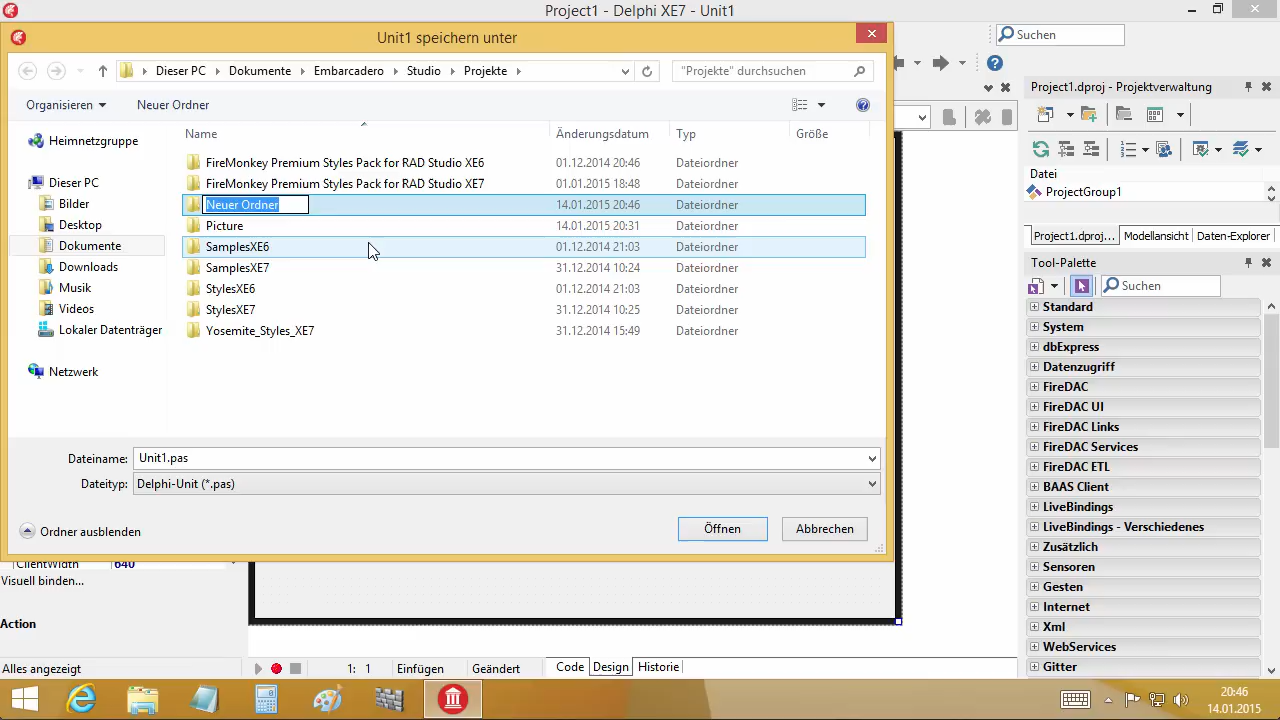 Project1 - Delphi XE7 - Unit1
Unit1 speichern unter
Suchen
Dieser PC
Dokumente
Embarcadero
Studio
Projekte
"Projekte" durchsuchen
Organisieren
Neuer Ordner
Name
Änderungsdatum
Typ
Größe
Heimnetzgruppe
Dieser PC
Bilder
Desktop
Dokumente
Downloads
Musik
Videos
Lokaler Datenträger
Netzwerk
FireMonkey Premium Styles Pack for RAD Studio XE6 01.12.2014 20:46 Dateiordner
FireMonkey Premium Styles Pack for RAD Studio XE7 01.01.2015 18:48 Dateiordner
Neuer Ordner 14.01.2015 20:46 Dateiordner
Picture 14.01.2015 20:31 Dateiordner
SamplesXE6 01.12.2014 21:03 Dateiordner
SamplesXE7 31.12.2014 10:24 Dateiordner
StylesXE6 01.12.2014 21:03 Dateiordner
StylesXE7 31.12.2014 10:25 Dateiordner
Yosemite_Styles_XE7 31.12.2014 15:49 Dateiordner
Dateiname: Unit1.pas
Dateityp: Delphi-Unit (*.pas)
Ordner ausblenden
Öffnen
Abbrechen
ClientWidth 640
Visuell binden...
Action
Alles angezeigt
1: 1
Einfügen
Geändert
Code
Design
Historie
Project1.dproj - Projektverwaltung
Datei
ProjectGroup1
Project1.dproj...
Modellansicht
Daten-Explorer
Tool-Palette
Suchen
Standard
System
dbExpress
Datenzugriff
FireDAC
FireDAC UI
FireDAC Links
FireDAC Services
FireDAC ETL
BAAS Client
LiveBindings
LiveBindings - Verschiedenes
Zusätzlich
Sensoren
Gesten
Internet
Xml
WebServices
Gitter
20:46
14.01.2015